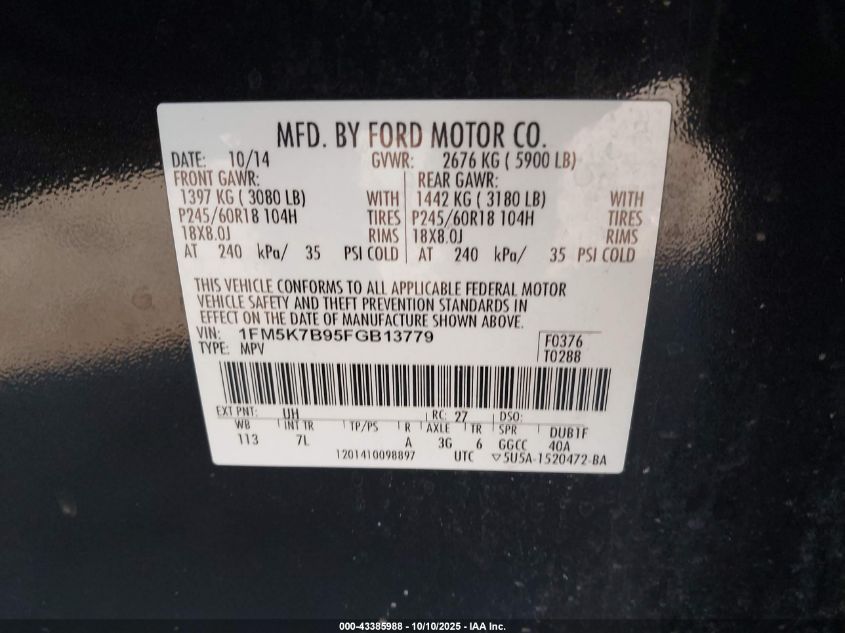 MFD. BY FORD MOTOR CO.
DATE: 10/14 GVWR: 2676 KG ( 5900 LB)
FRONT GAWR: REAR GAWR:
1397 KG ( 3080 LB) WITH 1442 KG ( 3180 LB) WITH
P245/60R18 104H TIRES P245/60R18 104H TIRES
18X8.0J RIMS 18X8.0J RIMS
AT 240 kPa/ 35 PSI COLD AT 240 kPa/ 35 PSI COLD
THIS VEHICLE CONFORMS TO ALL APPLICABLE FEDERAL MOTOR
VEHICLE SAFETY AND THEFT PREVENTION STANDARDS IN
EFFECT ON THE DATE OF MANUFACTURE SHOWN ABOVE.
VIN: 1FM5K7B95FGB13779 F0376
TYPE: MPV T0288
EXT PNT: UH RC: 27 DSO:
WB INT TR TP/PS R AXLE TR SPR DUB1F
113 7L A 3G 6 GGCC 40A
1201410098897 UTC ▽5U5A-1520472-BA
000-43385988 - 10/10/2025 - IAA Inc.